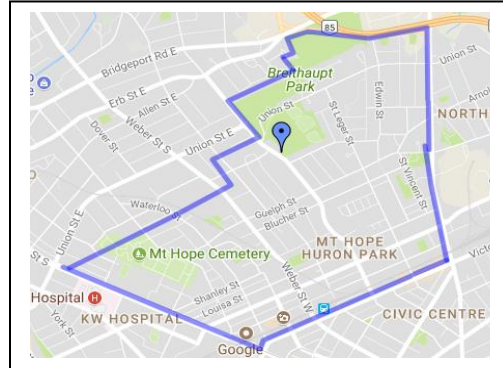 85
Bridgeport Rd E
Breithaupt
Park
Union St
Erb St E
Allen St E
Union St
Edwin St
St Leger St
NORTH
Dover St
Weber St S
Union St E
St Vincent St
Waterloo St
Guelph St
Blucher St
Union St E
St S
Mt Hope Cemetery
MT HOPE
HURON PARK
Hospital H
Shanley St
Louisa St
Weber St W
York St
KW HOSPITAL
CIVIC CENTRE
Google